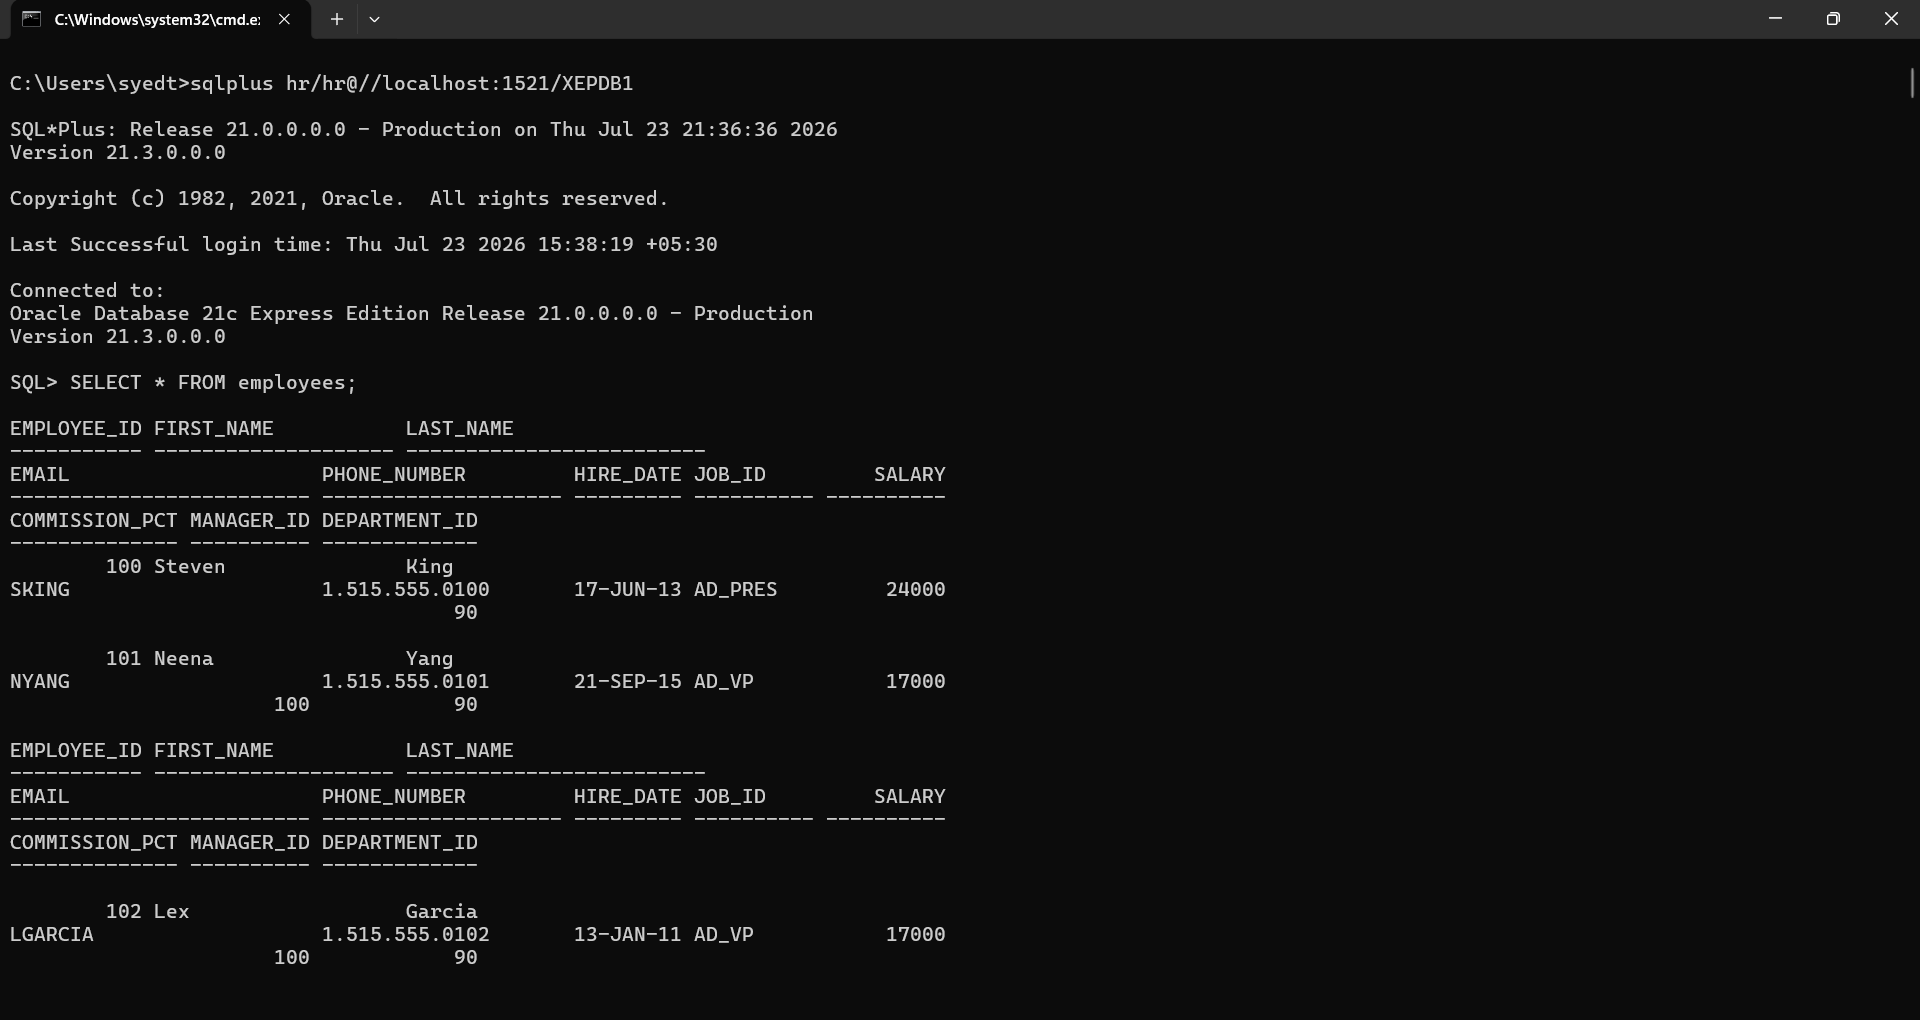 C:\Windows\system32\cmd.e:
C:\Users\syedt>sqlplus hr/hr@//localhost:1521/XEPDB1
SQL*Plus: Release 21.0.0.0.0 - Production on Thu Jul 23 21:36:36 2026
Version 21.3.0.0.0
Copyright (c) 1982, 2021, Oracle.  All rights reserved.
Last Successful login time: Thu Jul 23 2026 15:38:19 +05:30
Connected to:
Oracle Database 21c Express Edition Release 21.0.0.0.0 - Production
Version 21.3.0.0.0
SQL> SELECT * FROM employees;
EMPLOYEE_ID FIRST_NAME           LAST_NAME
----------- -------------------- -------------------------
EMAIL                     PHONE_NUMBER         HIRE_DATE JOB_ID         SALARY
------------------------- -------------------- --------- ---------- ----------
COMMISSION_PCT MANAGER_ID DEPARTMENT_ID
-------------- ---------- -------------
        100 Steven               King
SKING                     1.515.555.0100       17-JUN-13 AD_PRES         24000
                                     90
        101 Neena                Yang
NYANG                     1.515.555.0101       21-SEP-15 AD_VP           17000
                      100            90
EMPLOYEE_ID FIRST_NAME           LAST_NAME
----------- -------------------- -------------------------
EMAIL                     PHONE_NUMBER         HIRE_DATE JOB_ID         SALARY
------------------------- -------------------- --------- ---------- ----------
COMMISSION_PCT MANAGER_ID DEPARTMENT_ID
-------------- ---------- -------------
        102 Lex                  Garcia
LGARCIA                   1.515.555.0102       13-JAN-11 AD_VP           17000
                      100            90